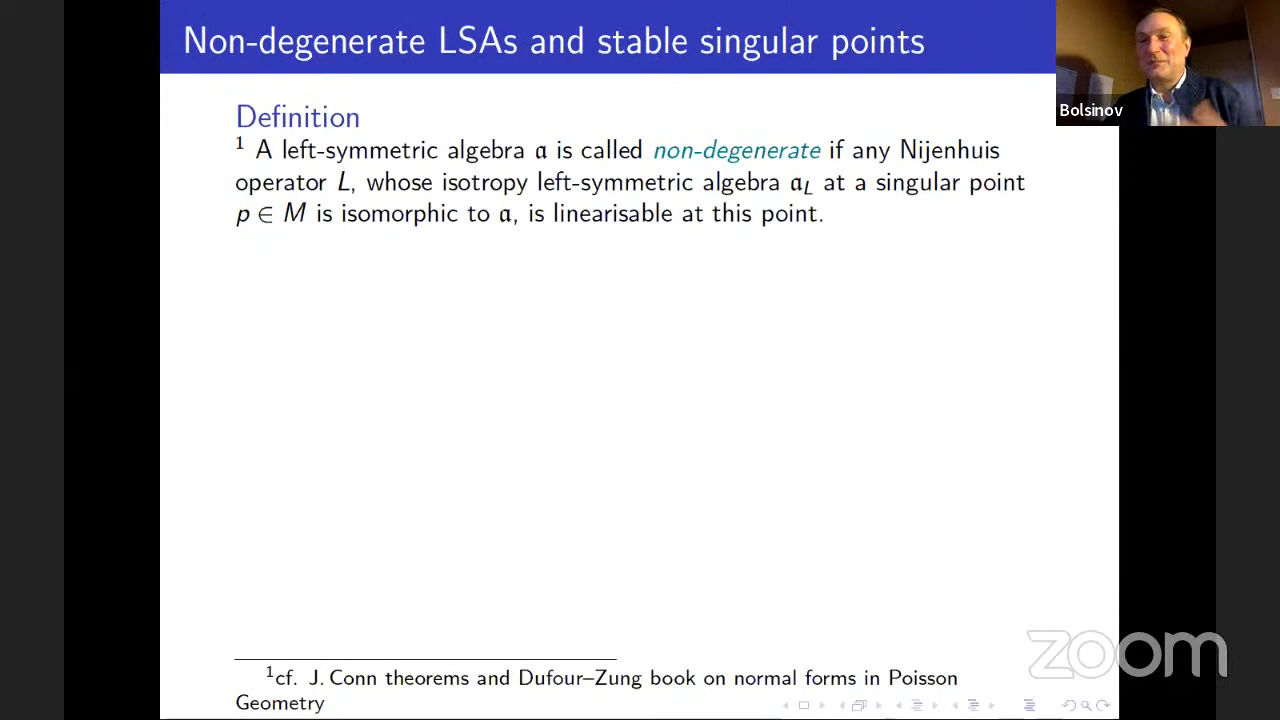 Non-degenerate LSAs and stable singular points
Bolsinov
Definition
¹ A left-symmetric algebra 𝔞 is called non-degenerate if any Nijenhuis
operator L, whose isotropy left-symmetric algebra 𝔞_L at a singular point
p ∈ M is isomorphic to 𝔞, is linearisable at this point.
¹cf. J. Conn theorems and Dufour–Zung book on normal forms in Poisson
Geometry
zoom